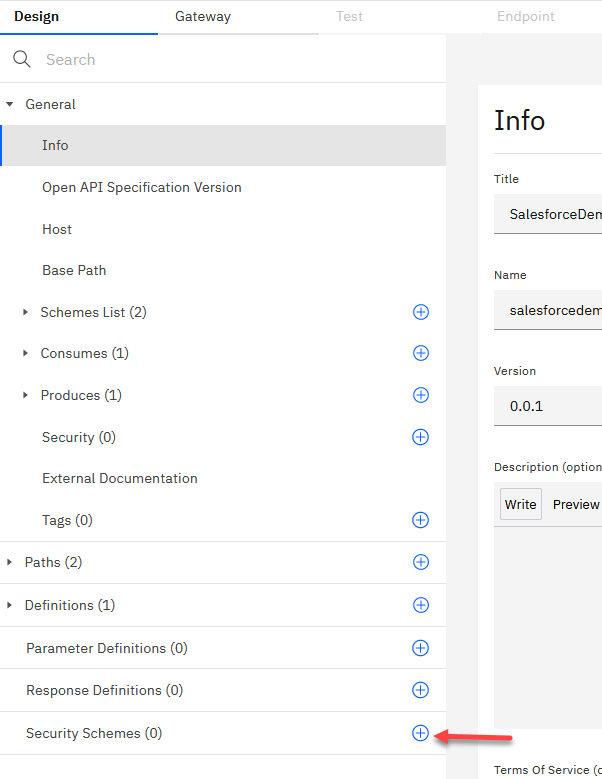 Design
Gateway
Test
Endpoint
Search
General
Info
Open API Specification Version
Host
Base Path
Schemes List (2)
Consumes (1)
Produces (1)
Security (0)
External Documentation
Tags (0)
Paths (2)
Definitions (1)
Parameter Definitions (0)
Response Definitions (0)
Security Schemes (0)
Info
Title
SalesforceDem
Name
salesforcedem
Version
0.0.1
Description (option
Write
Preview
Terms Of Service (o